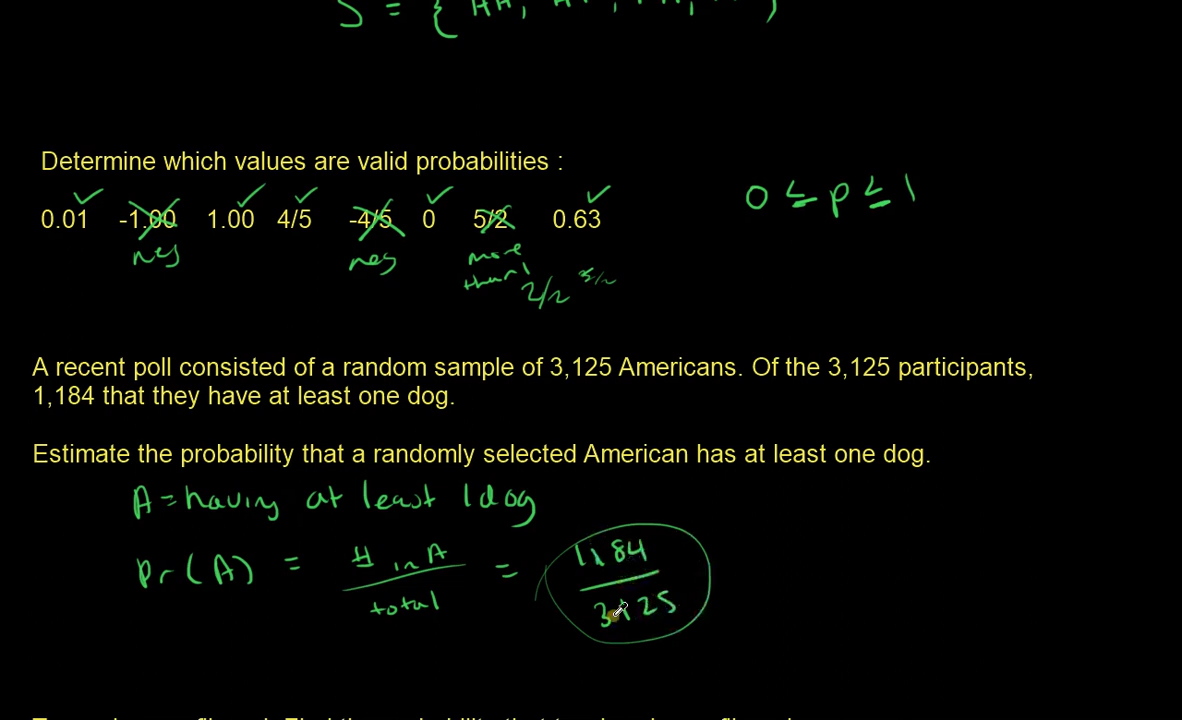 S = { HH,
Determine which values are valid probabilities :
0 ≤ p ≤ 1
0.01 -1.00 1.00 4/5 -4/5 0 5/2 0.63
neg neg more
than 1 2/2
A recent poll consisted of a random sample of 3,125 Americans. Of the 3,125 participants,
1,184 that they have at least one dog.
Estimate the probability that a randomly selected American has at least one dog.
A = having at least 1 dog
Pr(A) = # in A / total = 1184 / 3125